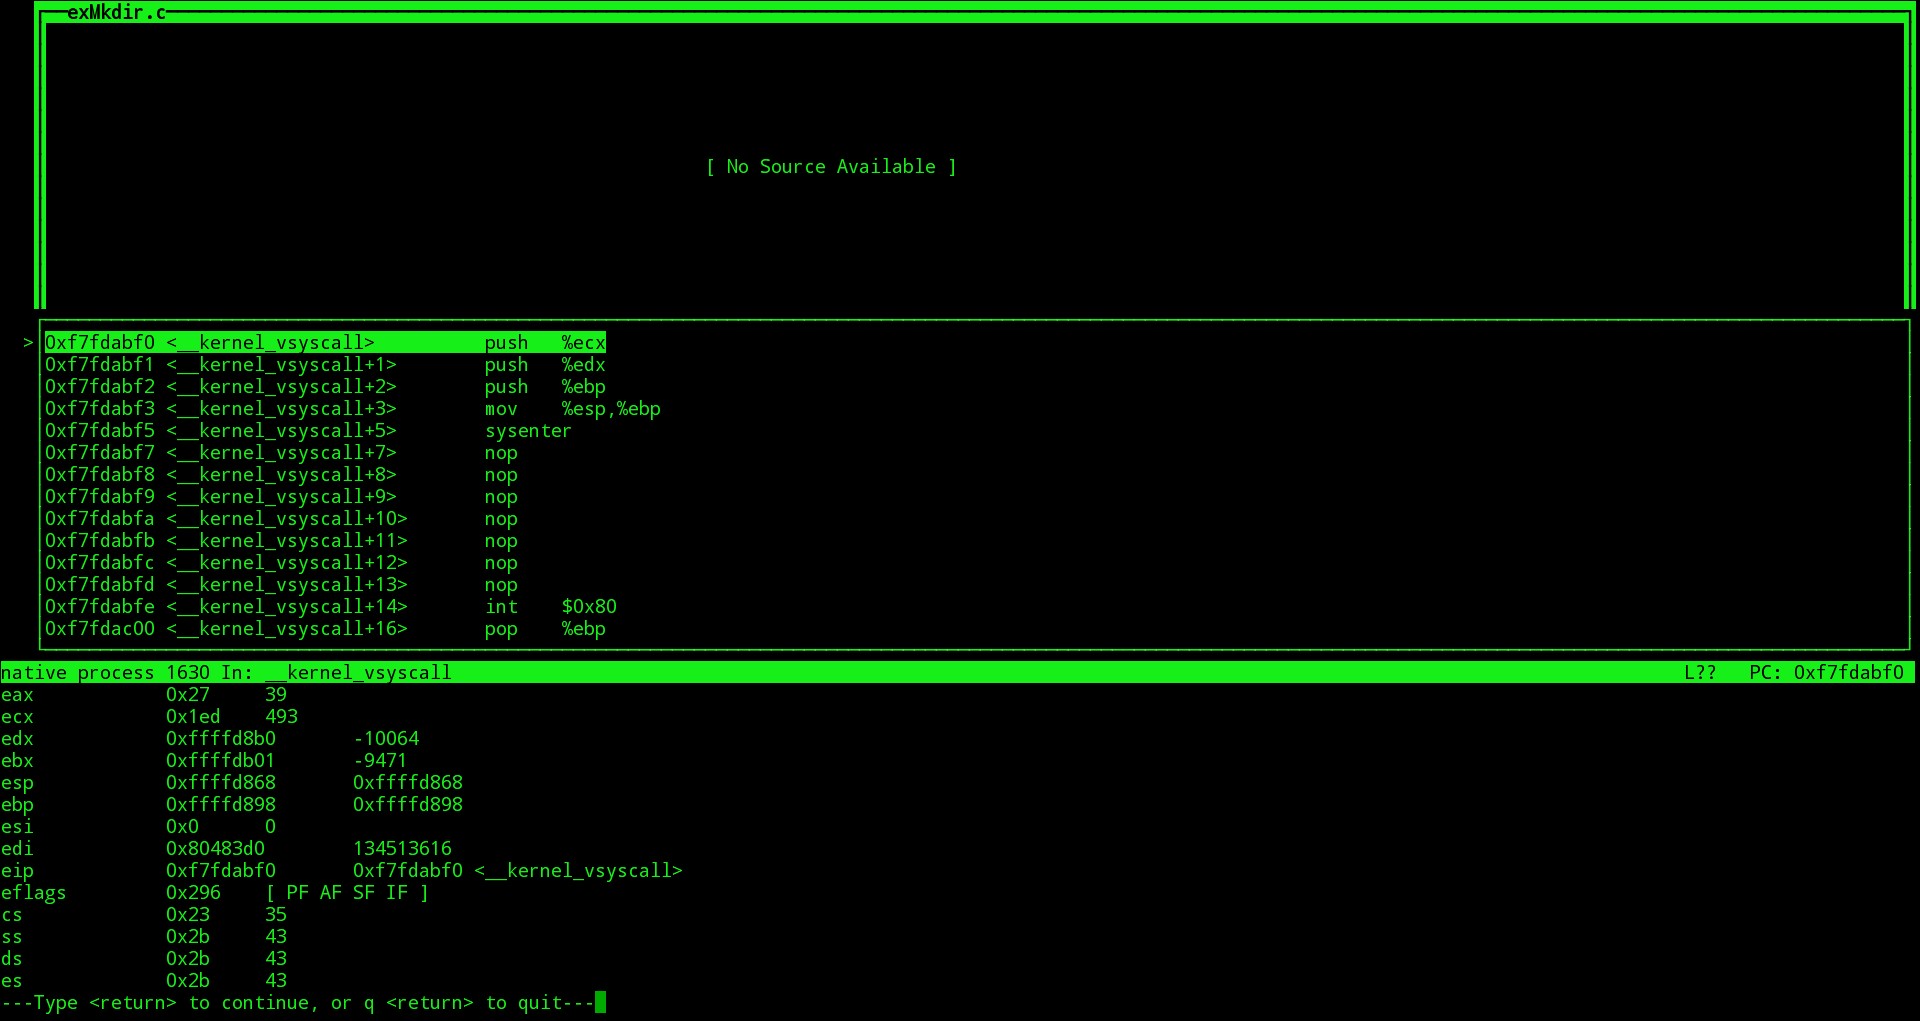 exMkdir.c
[ No Source Available ]
>0xf7fdabf0 <__kernel_vsyscall> push %ecx
0xf7fdabf1 <__kernel_vsyscall+1> push %edx
0xf7fdabf2 <__kernel_vsyscall+2> push %ebp
0xf7fdabf3 <__kernel_vsyscall+3> mov %esp,%ebp
0xf7fdabf5 <__kernel_vsyscall+5> sysenter
0xf7fdabf7 <__kernel_vsyscall+7> nop
0xf7fdabf8 <__kernel_vsyscall+8> nop
0xf7fdabf9 <__kernel_vsyscall+9> nop
0xf7fdabfa <__kernel_vsyscall+10> nop
0xf7fdabfb <__kernel_vsyscall+11> nop
0xf7fdabfc <__kernel_vsyscall+12> nop
0xf7fdabfd <__kernel_vsyscall+13> nop
0xf7fdabfe <__kernel_vsyscall+14> int $0x80
0xf7fdac00 <__kernel_vsyscall+16> pop %ebp
native process 1630 In: __kernel_vsyscall L?? PC: 0xf7fdabf0
eax 0x27 39
ecx 0x1ed 493
edx 0xffffd8b0 -10064
ebx 0xffffdb01 -9471
esp 0xffffd868 0xffffd868
ebp 0xffffd898 0xffffd898
esi 0x0 0
edi 0x80483d0 134513616
eip 0xf7fdabf0 0xf7fdabf0 <__kernel_vsyscall>
eflags 0x296 [ PF AF SF IF ]
cs 0x23 35
ss 0x2b 43
ds 0x2b 43
es 0x2b 43
---Type <return> to continue, or q <return> to quit---